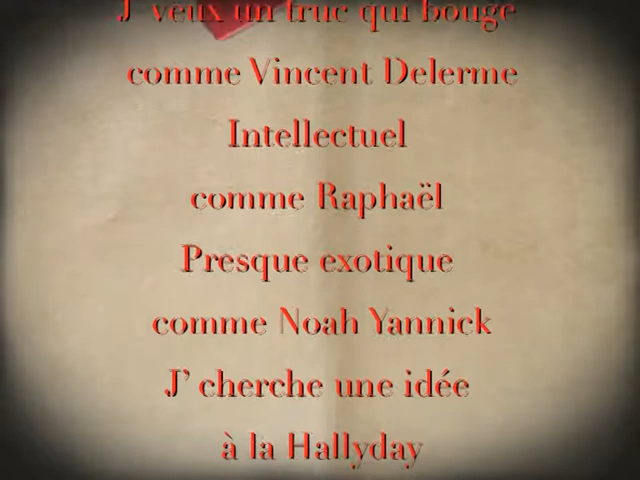 J' veux un truc qui bouge
comme Vincent Delerme
Intellectuel
comme Raphaël
Presque exotique
comme Noah Yannick
J' cherche une idée
à la Hallyday